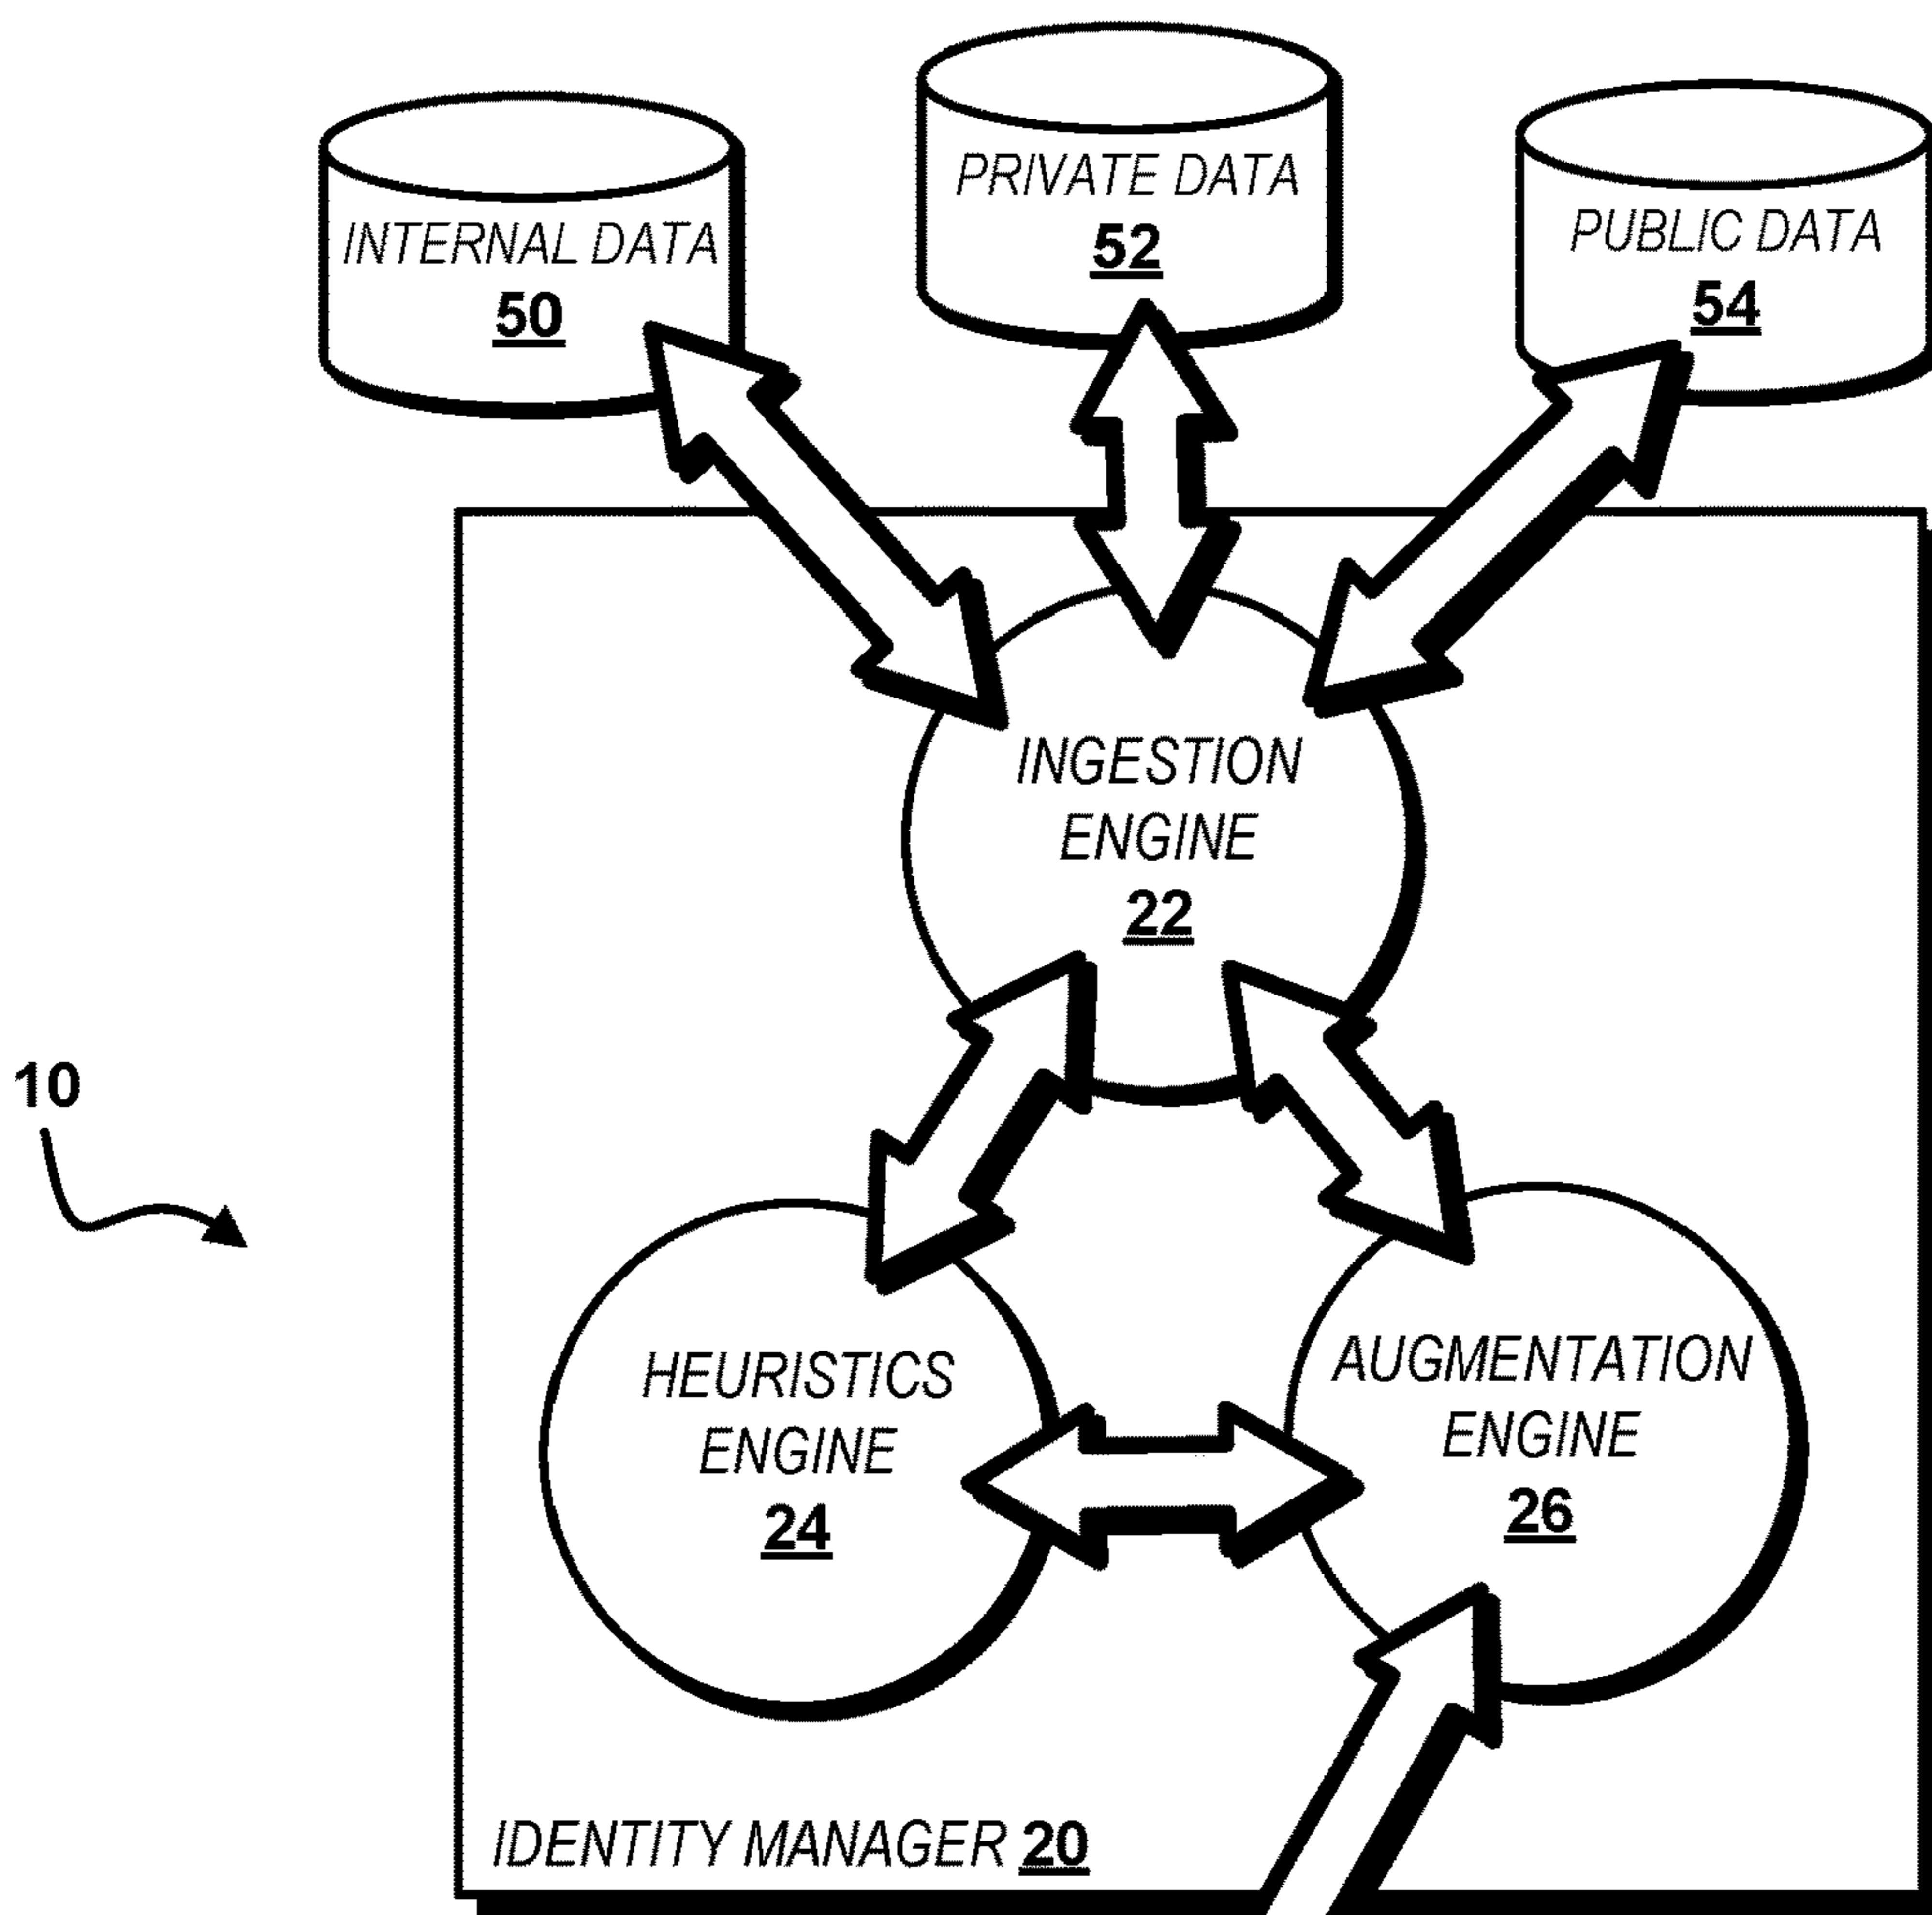 PRIVATE DATA
52
INTERNAL DATA
50
PUBLIC DATA
54
INGESTION
ENGINE
22
10
HEURISTICS
ENGINE
24
AUGMENTATION
ENGINE
26
IDENTITY MANAGER 20